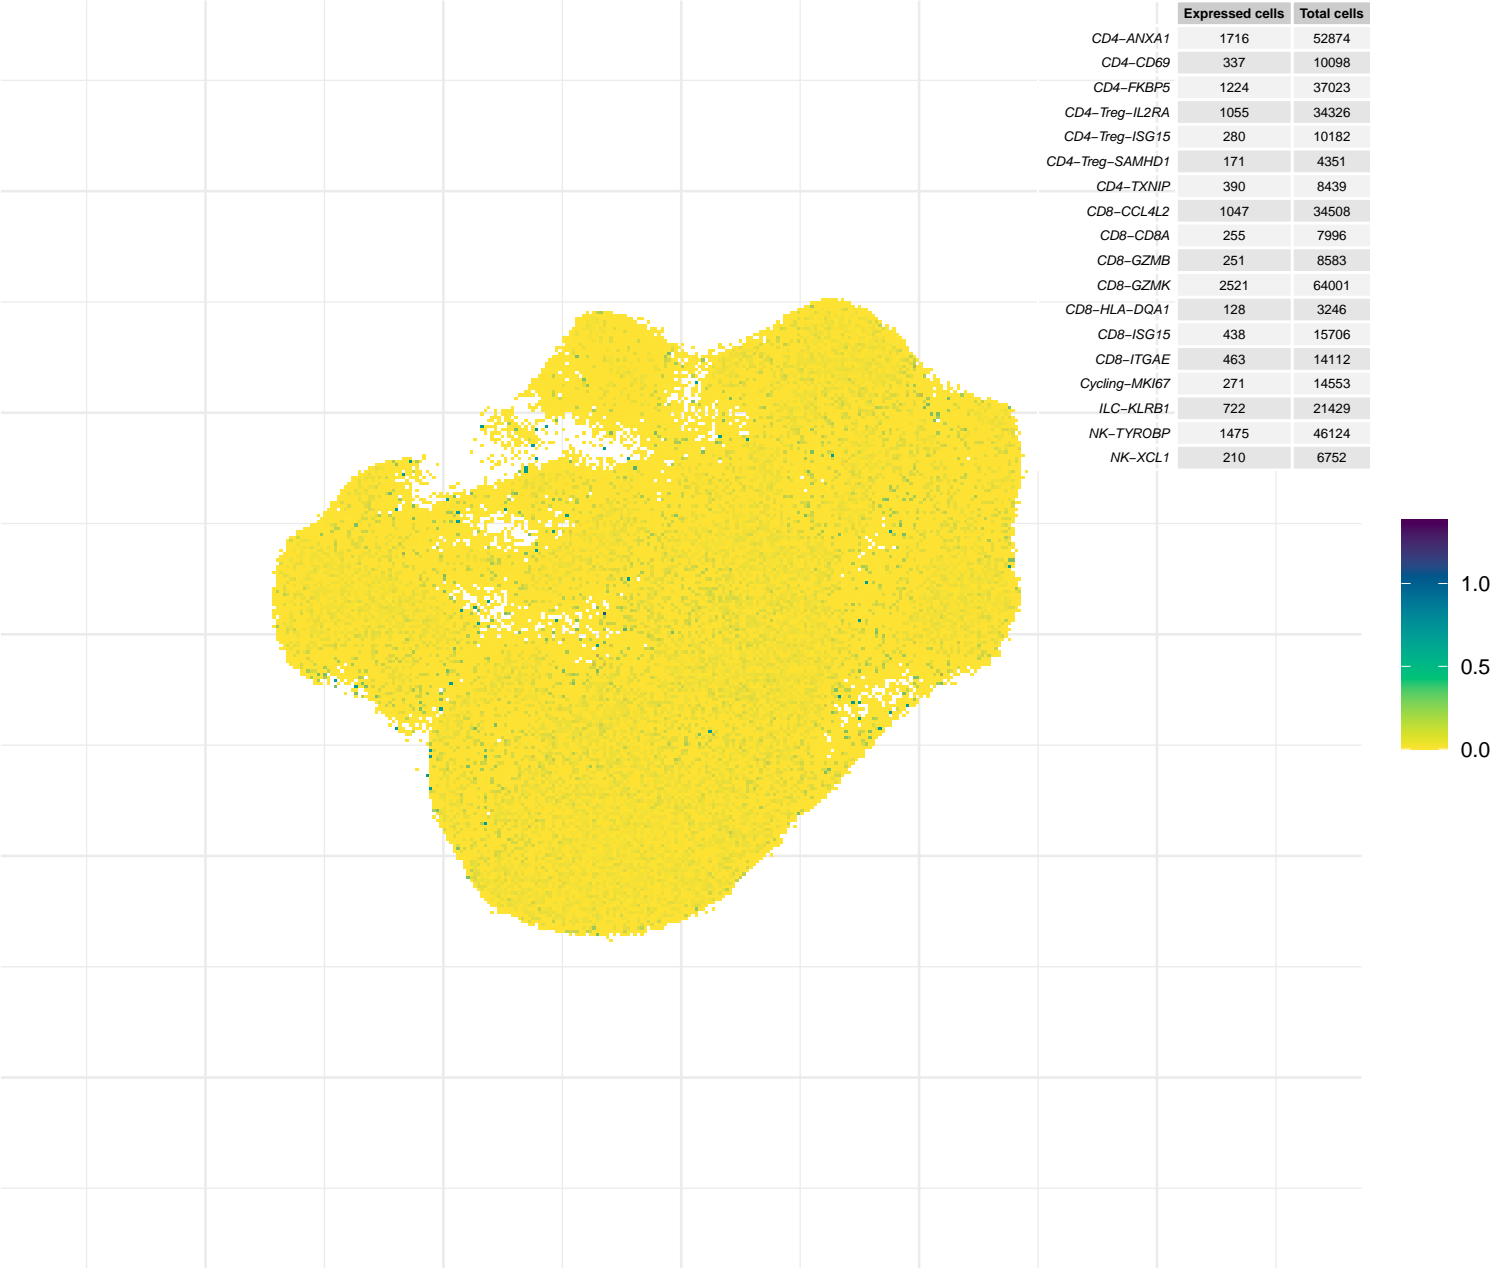 Expressed cells Total cells
CD4−ANXA1 1716 52874
CD4−CD69 337 10098
CD4−FKBP5 1224 37023
CD4−Treg−IL2RA 1055 34326
CD4−Treg−ISG15 280 10182
CD4−Treg−SAMHD1 171 4351
CD4−TXNIP 390 8439
CD8−CCL4L2 1047 34508
CD8−CD8A 255 7996
CD8−GZMB 251 8583
CD8−GZMK 2521 64001
CD8−HLA−DQA1 128 3246
CD8−ISG15 438 15706
CD8−ITGAE 463 14112
Cycling−MKI67 271 14553
ILC−KLRB1 722 21429
NK−TYROBP 1475 46124
NK−XCL1 210 6752
1.0
0.5
0.0